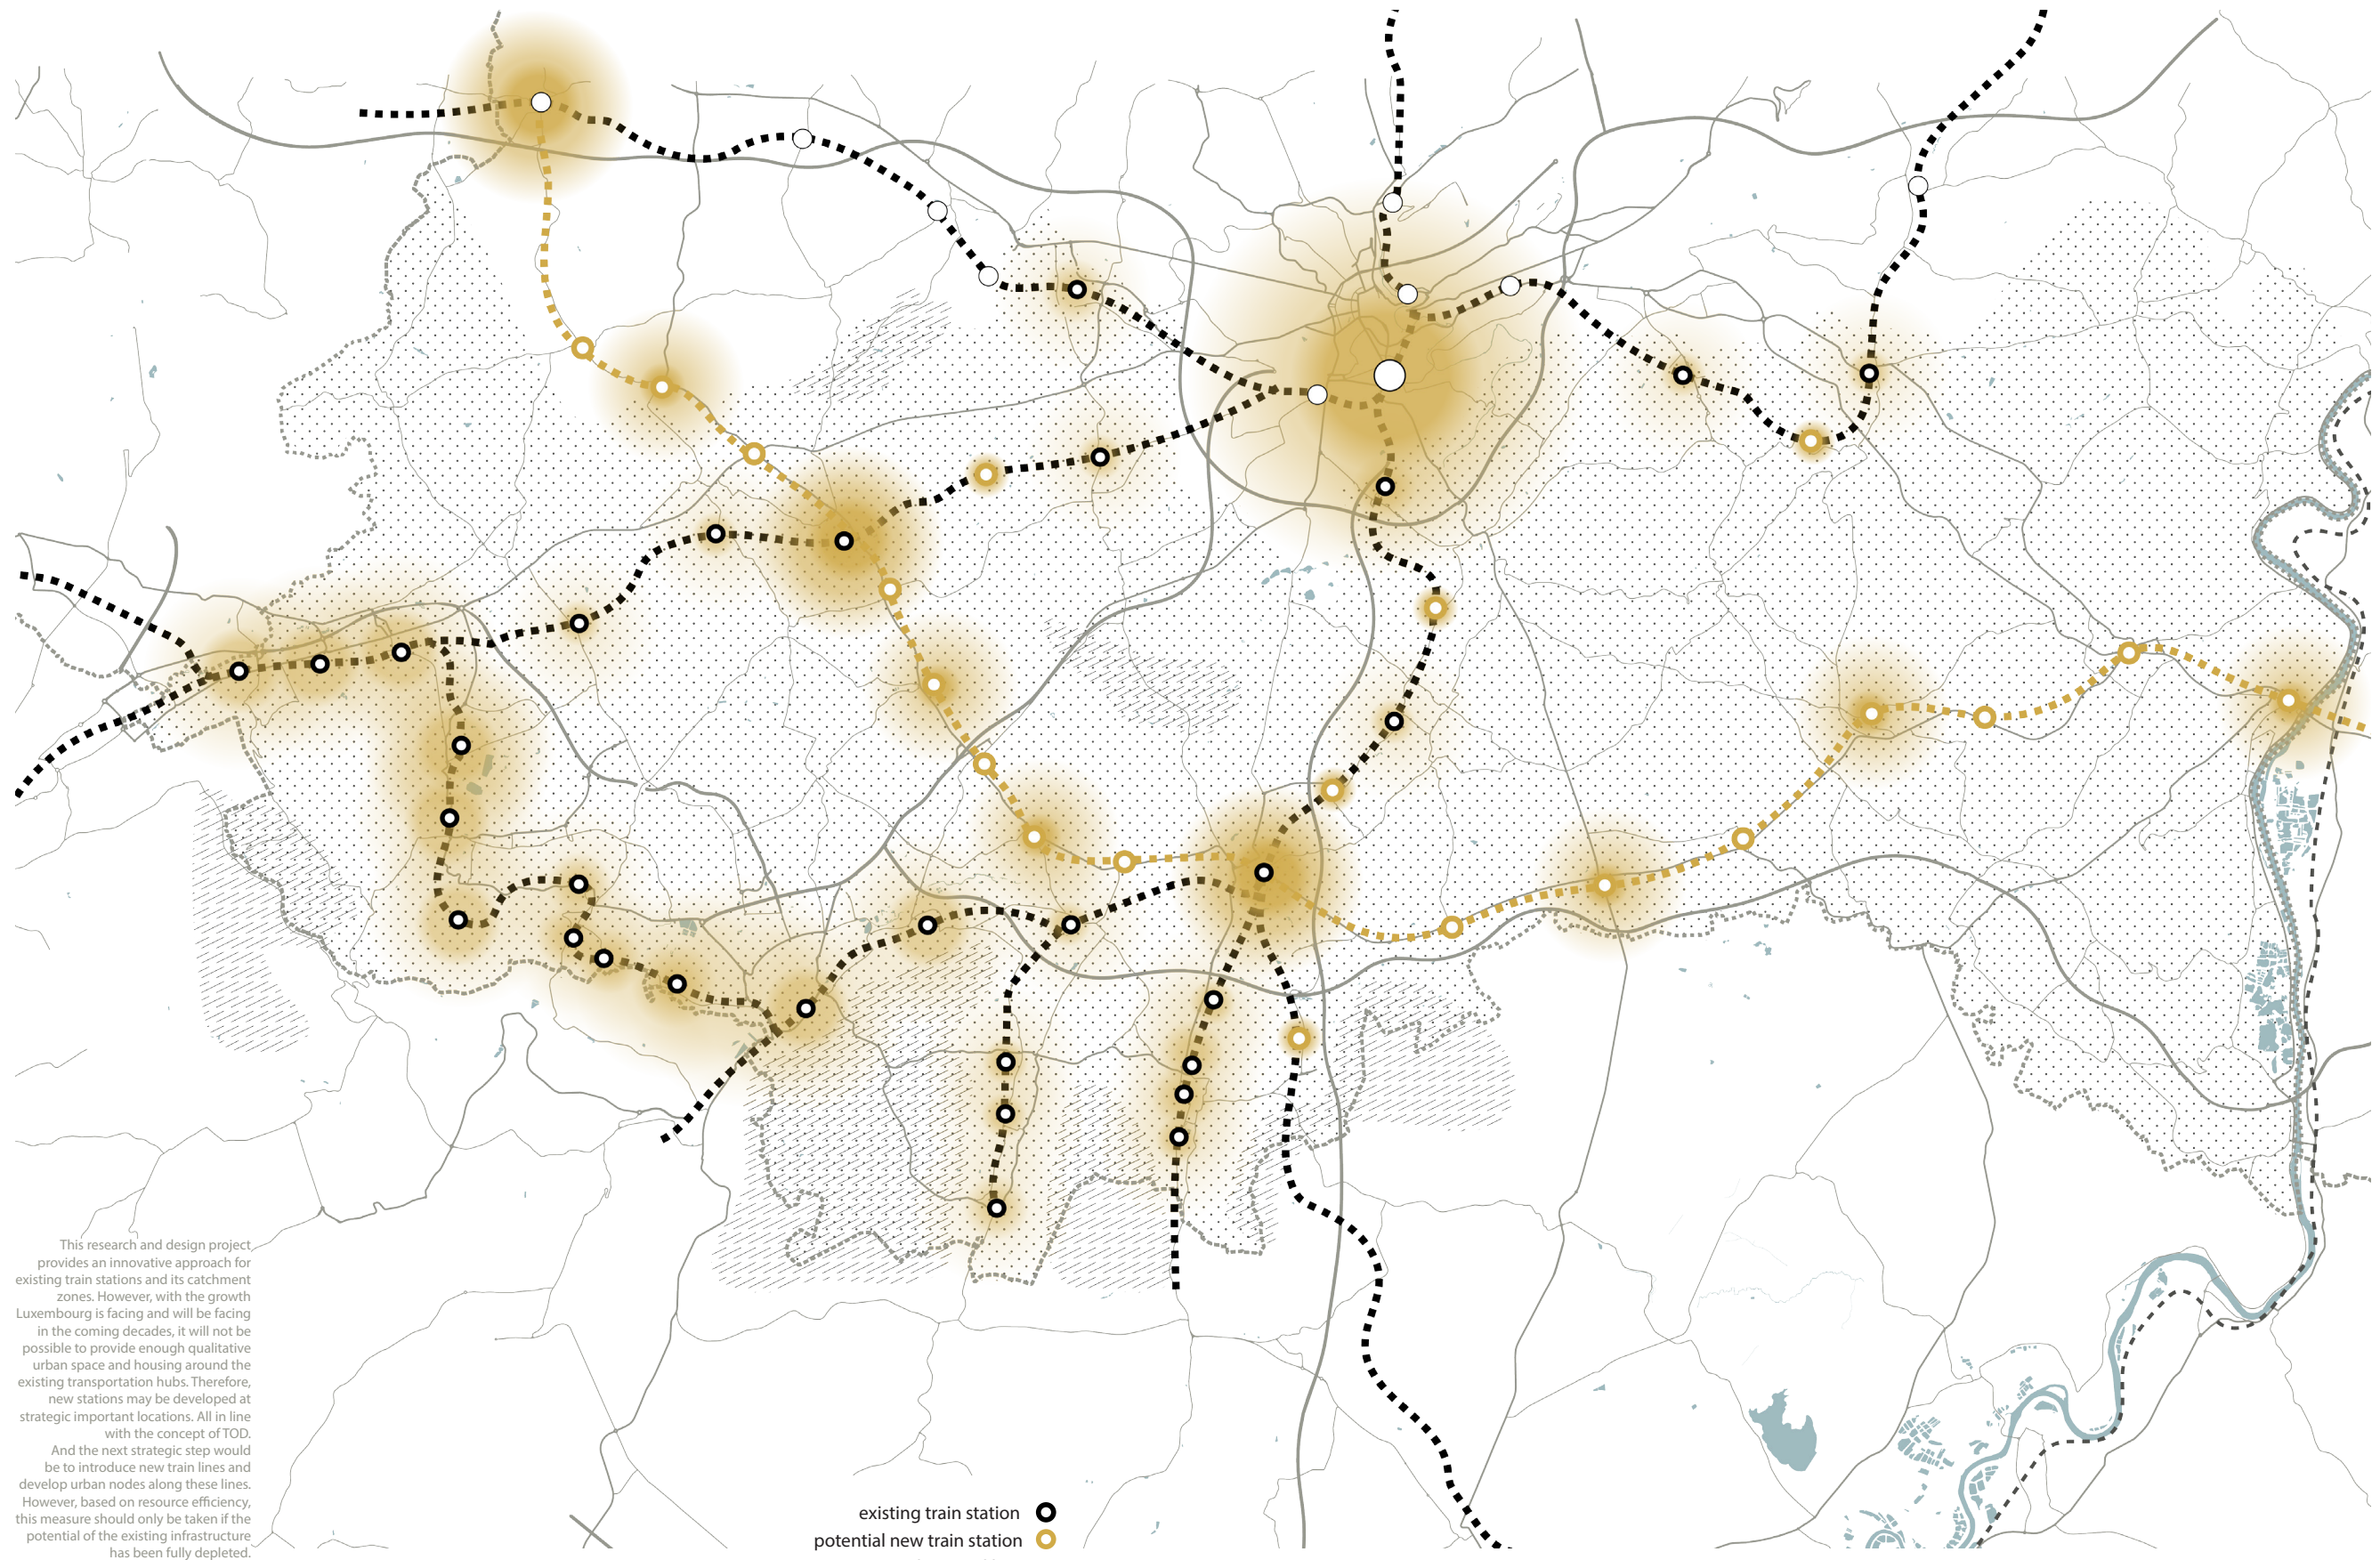 This research and design project
provides an innovative approach for
existing train stations and its catchment
zones. However, with the growth
Luxembourg is facing and will be facing
in the coming decades, it will not be
possible to provide enough qualitative
urban space and housing around the
existing transportation hubs. Therefore,
new stations may be developed at
strategic important locations. All in line
with the concept of TOD.
And the next strategic step would
be to introduce new train lines and
develop urban nodes along these lines.
However, based on resource efficiency,
this measure should only be taken if the
potential of the existing infrastructure
has been fully depleted.
existing train station
potential new train station